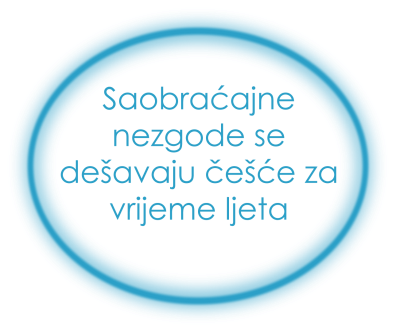 Saobraćajne
nezgode se
dešavaju češće za
vrijeme ljeta